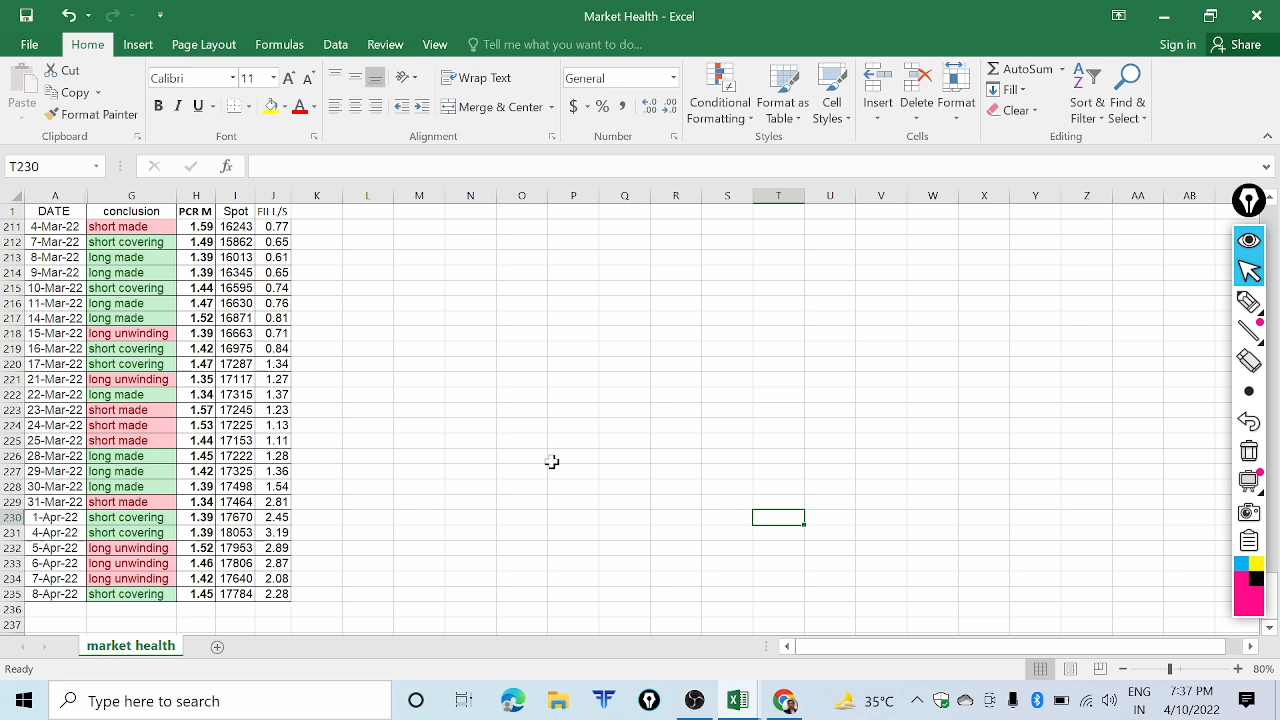 Market Health - Excel
File Home Insert Page Layout Formulas Data Review View Tell me what you want to do... Sign in Share
Paste Cut Copy Format Painter Clipboard
Calibri 11 B I U A Font
Wrap Text Merge & Center Alignment
General $ % , Number
Conditional Formatting Format as Table Cell Styles Styles
Insert Delete Format Cells
AutoSum Fill Clear Sort & Filter Find & Select Editing
T230 fx
A G H I J K L M N O P Q R S T U V W X Y Z AA AB
1 DATE conclusion PCR M Spot FII L/S
211 4-Mar-22 short made 1.59 16243 0.77
212 7-Mar-22 short covering 1.49 15862 0.65
213 8-Mar-22 long made 1.39 16013 0.61
214 9-Mar-22 long made 1.39 16345 0.65
215 10-Mar-22 short covering 1.44 16595 0.74
216 11-Mar-22 long made 1.47 16630 0.76
217 14-Mar-22 long made 1.52 16871 0.81
218 15-Mar-22 long unwinding 1.39 16663 0.71
219 16-Mar-22 short covering 1.42 16975 0.84
220 17-Mar-22 short covering 1.47 17287 1.34
221 21-Mar-22 long unwinding 1.35 17117 1.27
222 22-Mar-22 long made 1.34 17315 1.37
223 23-Mar-22 short made 1.57 17245 1.23
224 24-Mar-22 short made 1.53 17225 1.13
225 25-Mar-22 short made 1.44 17153 1.11
226 28-Mar-22 long made 1.45 17222 1.28
227 29-Mar-22 long made 1.42 17325 1.36
228 30-Mar-22 long made 1.39 17498 1.54
229 31-Mar-22 short made 1.34 17464 2.81
230 1-Apr-22 short covering 1.39 17670 2.45
231 4-Apr-22 short covering 1.39 18053 3.19
232 5-Apr-22 long unwinding 1.52 17953 2.89
233 6-Apr-22 long unwinding 1.46 17806 2.87
234 7-Apr-22 long unwinding 1.42 17640 2.08
235 8-Apr-22 short covering 1.45 17784 2.28
236
237
market health
Ready 80%
Type here to search 35°C ENG IN 7:37 PM 4/10/2022